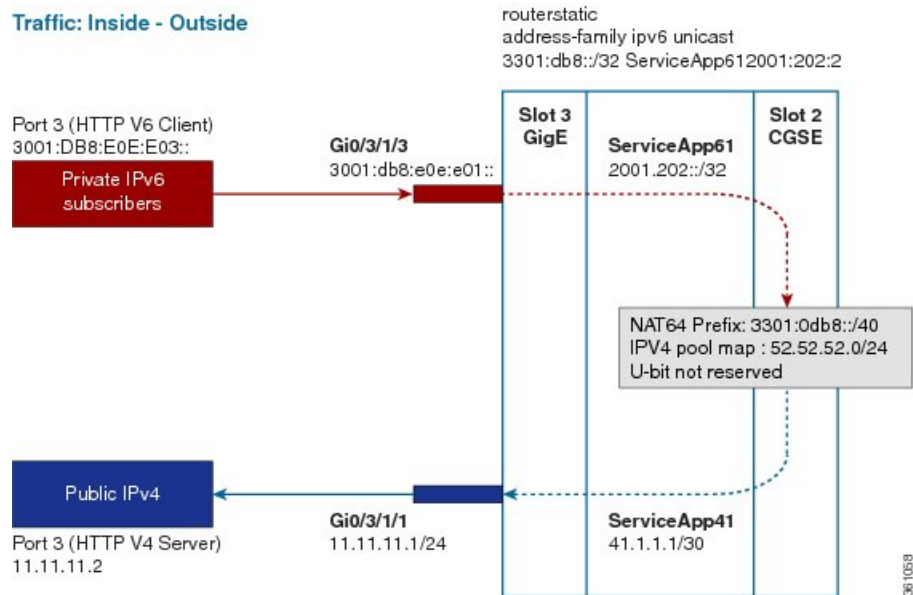 Traffic: Inside - Outside
routerstatic
address-family ipv6 unicast
3301:db8::/32 ServiceApp612001:202:2
Port 3 (HTTP V6 Client)
3001:DB8:E0E:E03::
Private IPv6
subscribers
Gi0/3/1/3
3001:db8:e0e:e01::
Slot 3
GigE
ServiceApp61
2001.202::/32
Slot 2
CGSE
NAT64 Prefix: 3301:0db8::/40
IPV4 pool map : 52.52.52.0/24
U-bit not reserved
Public IPv4
Port 3 (HTTP V4 Server)
11.11.11.2
Gi0/3/1/1
11.11.11.1/24
ServiceApp41
41.1.1.1/30
361058